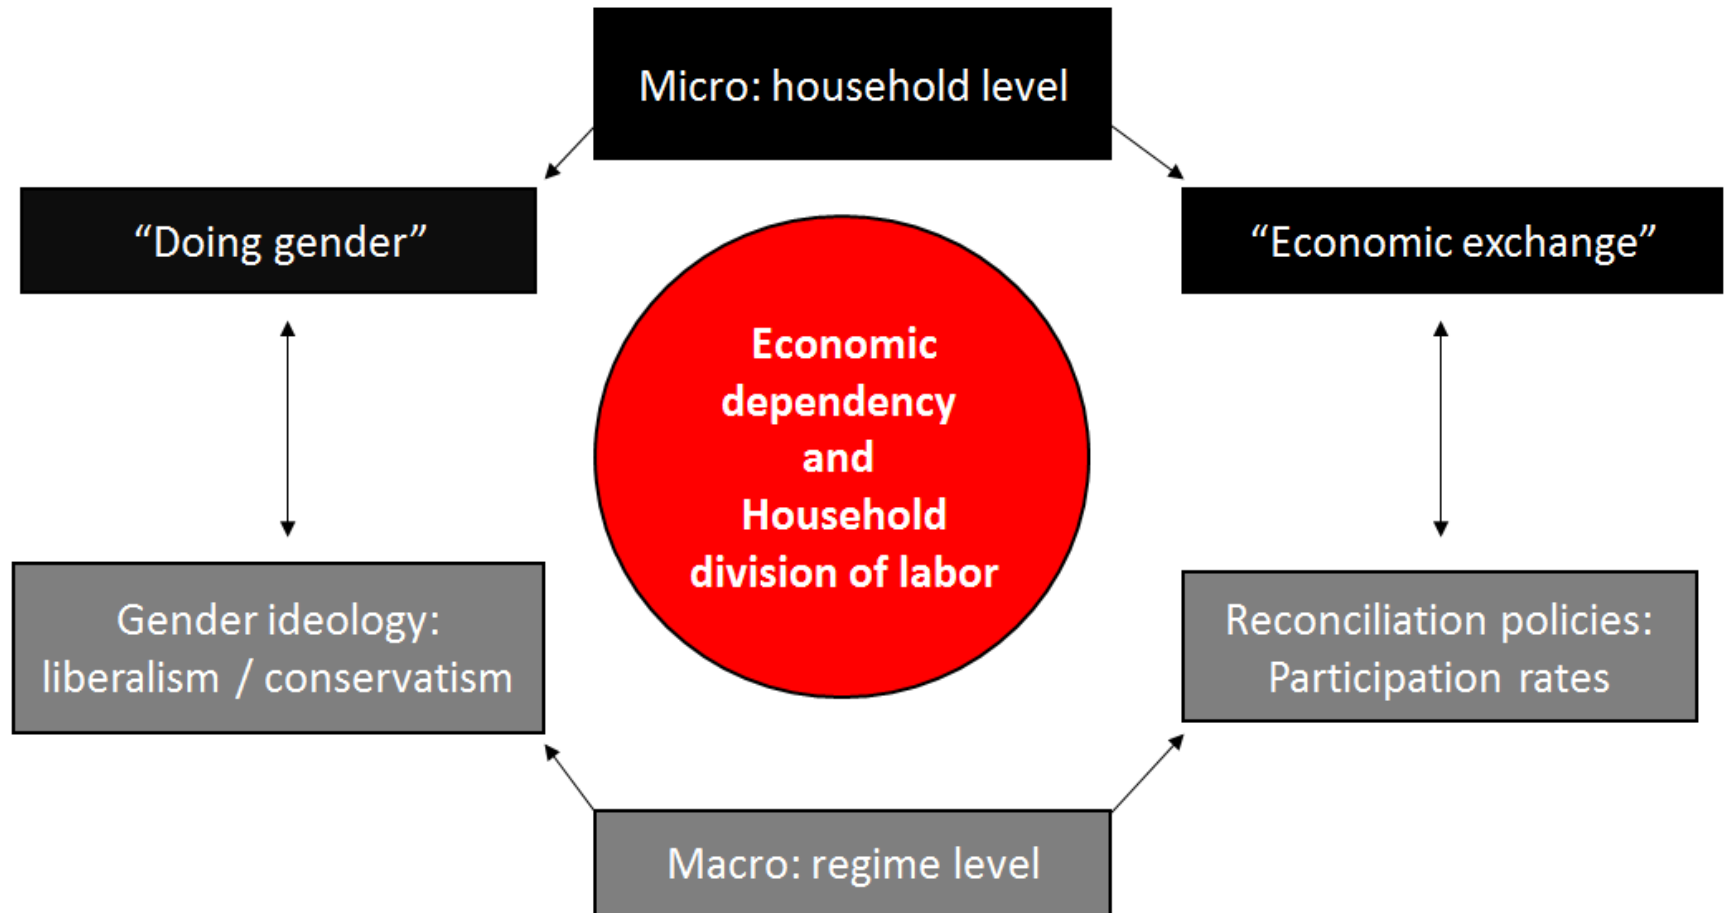 Micro: household level
“Doing gender”
“Economic exchange”
Economic
dependency
and
Household
division of labor
Gender ideology:
liberalism / conservatism
Reconciliation policies:
Participation rates
Macro: regime level